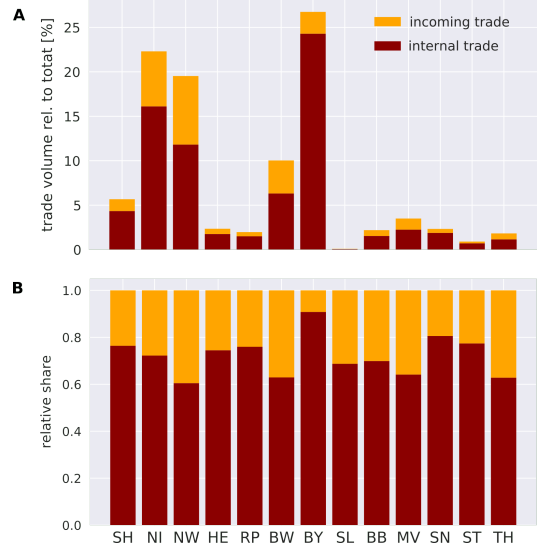 A
trade volume rel. to totat [%]
25
20
15
10
5
0
incoming trade
internal trade
B
relative share
1.0
0.8
0.6
0.4
0.2
0.0
SH NI NW HE RP BW BY SL BB MV SN ST TH